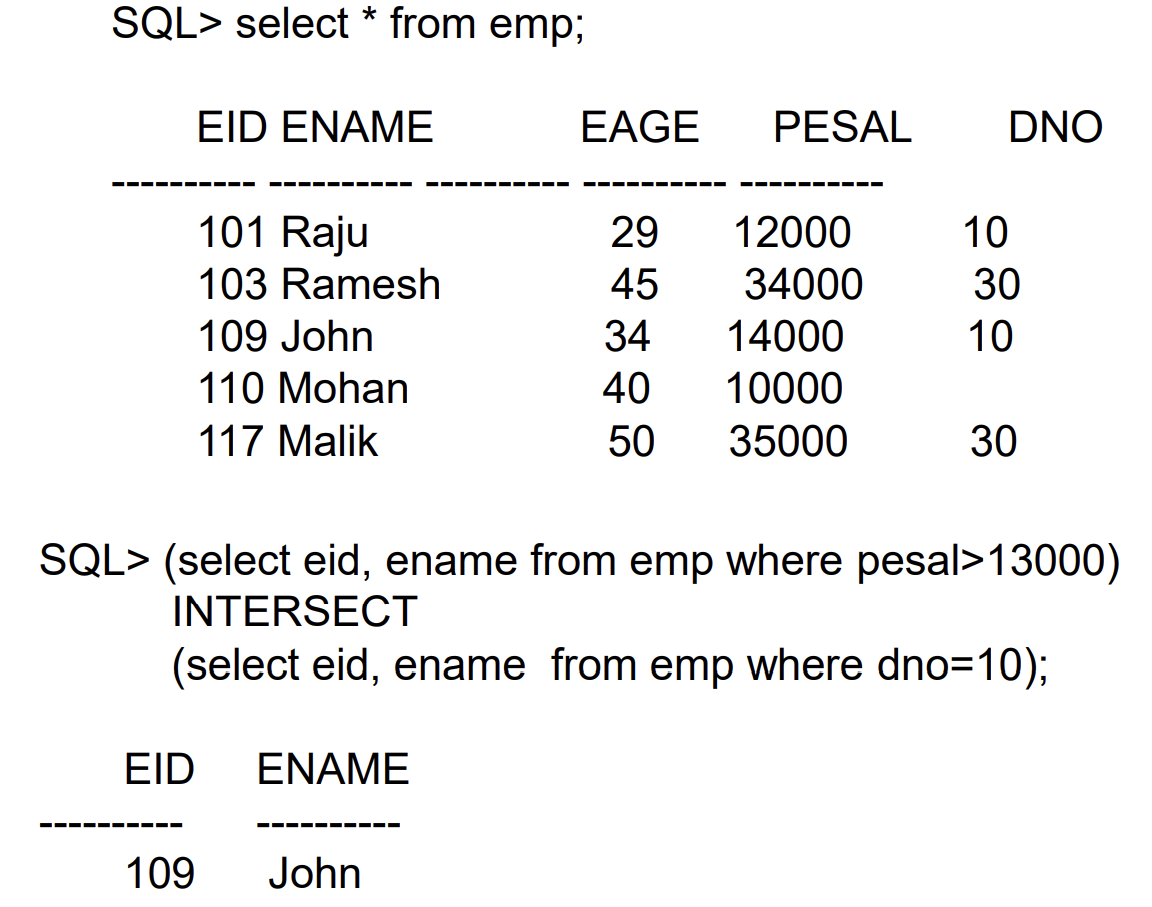 SQL> select * from emp;
EID ENAME EAGE PESAL DNO
---------- ---------- ---------- ---------- ----------
101 Raju 29 12000 10
103 Ramesh 45 34000 30
109 John 34 14000 10
110 Mohan 40 10000
117 Malik 50 35000 30
SQL> (select eid, ename from emp where pesal>13000)
INTERSECT
(select eid, ename from emp where dno=10);
EID ENAME
---------- ----------
109 John